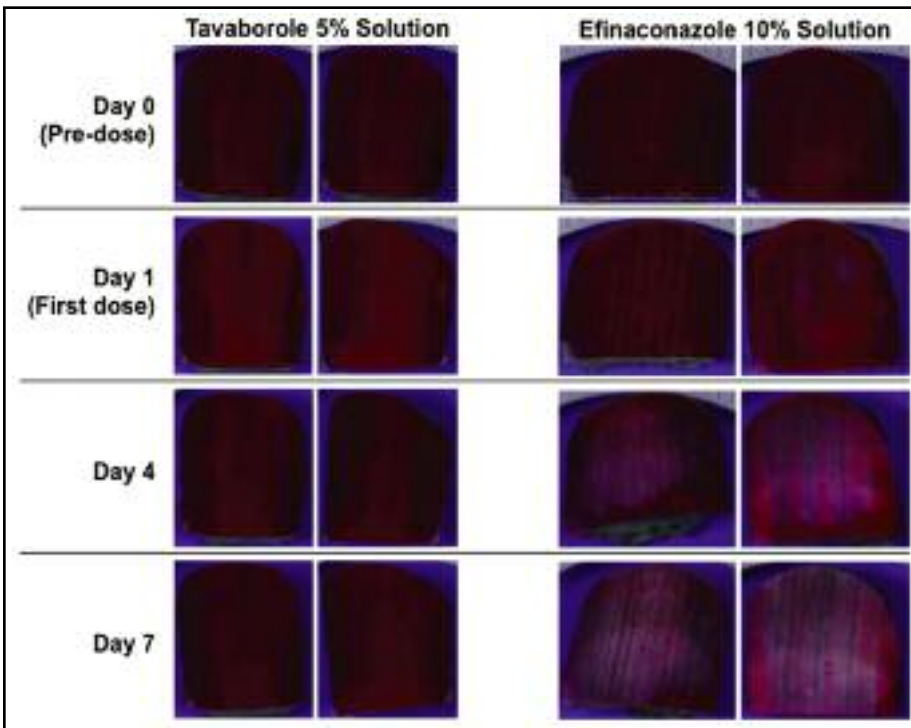 Tavaborole 5% Solution
Efinaconazole 10% Solution
Day 0
(Pre-dose)
Day 1
(First dose)
Day 4
Day 7